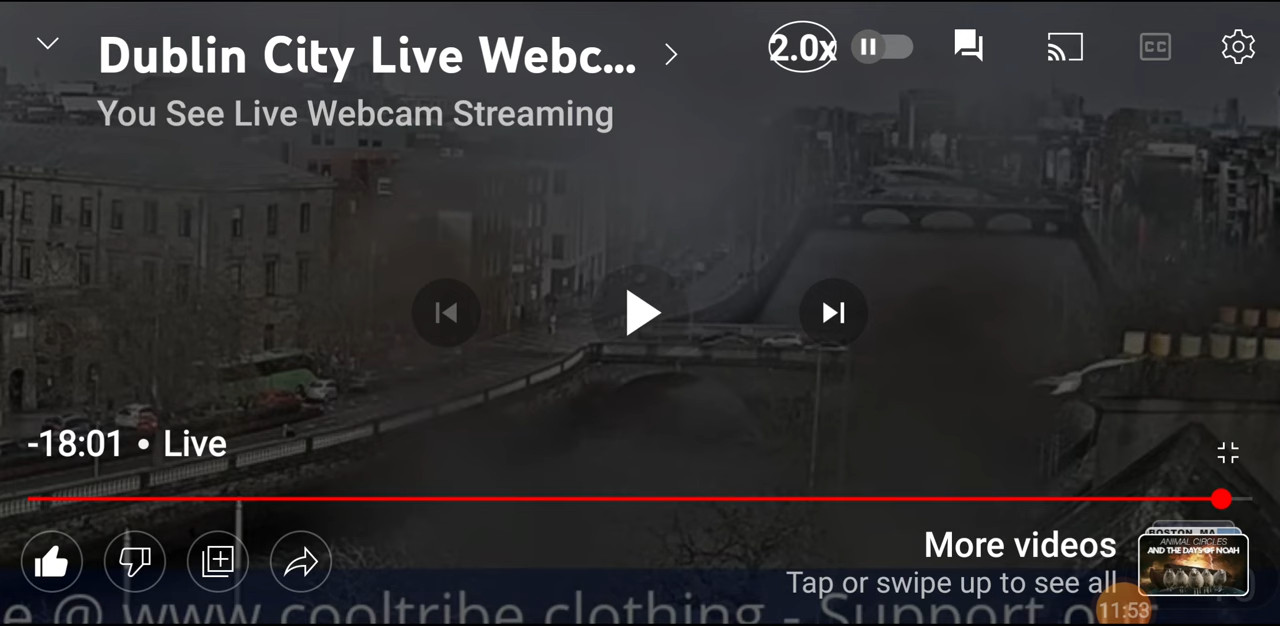 Dublin City Live Webc...
2.0x
CC
You See Live Webcam Streaming
-18:01 • Live
More videos
Tap or swipe up to see all
BOSTON, MA
ANIMAL CIRCLES
AND THE DAYS OF NOAH
e @ www.cooltribe.clothing - Support o
11:53